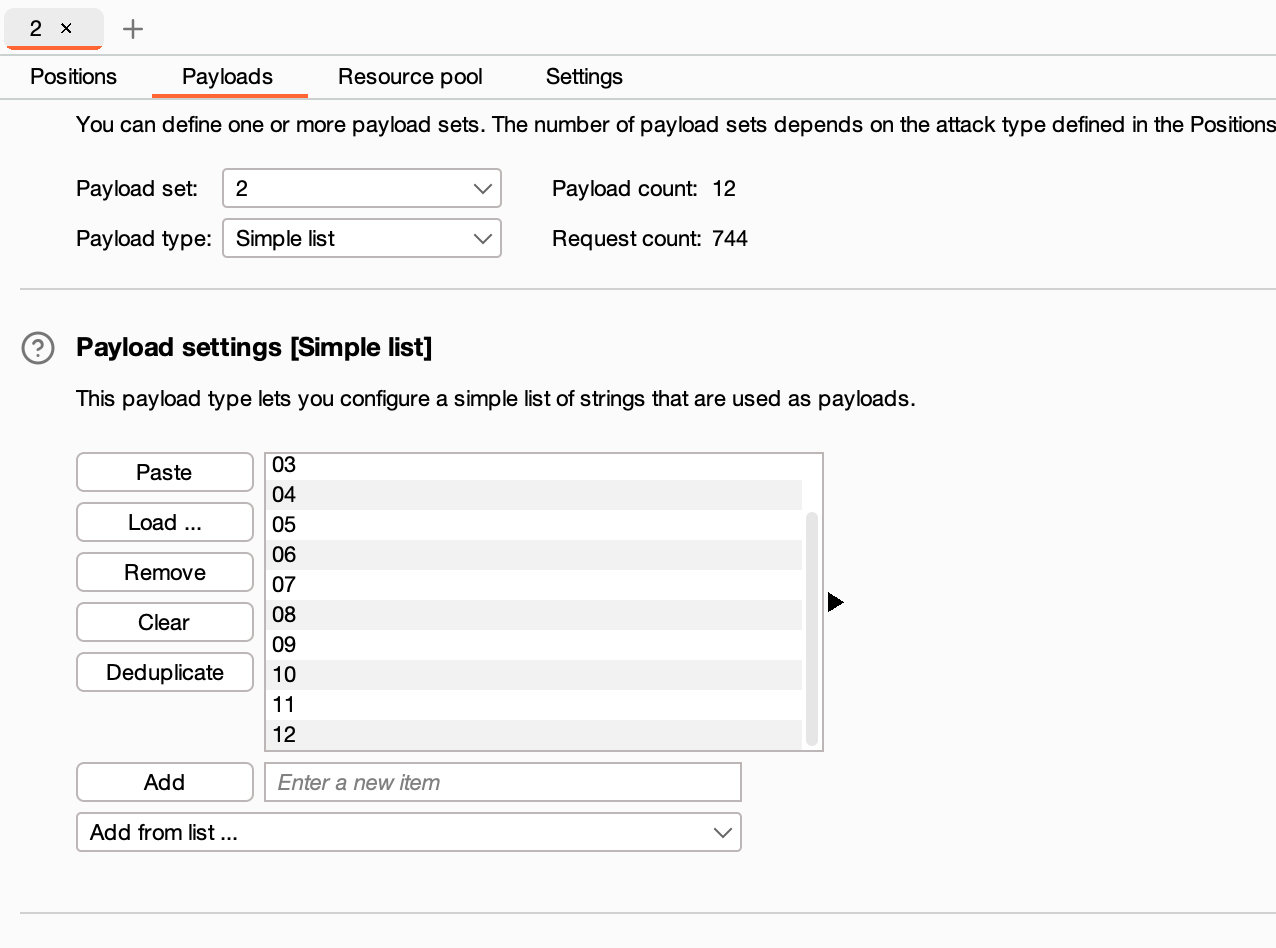 2 ×  +
Positions Payloads Resource pool Settings
You can define one or more payload sets. The number of payload sets depends on the attack type defined in the Positions
Payload set: 2 Payload count: 12
Payload type: Simple list Request count: 744
? Payload settings [Simple list]
This payload type lets you configure a simple list of strings that are used as payloads.
Paste
Load ...
Remove
Clear
Deduplicate
03
04
05
06
07
08
09
10
11
12
Add Enter a new item
Add from list ...